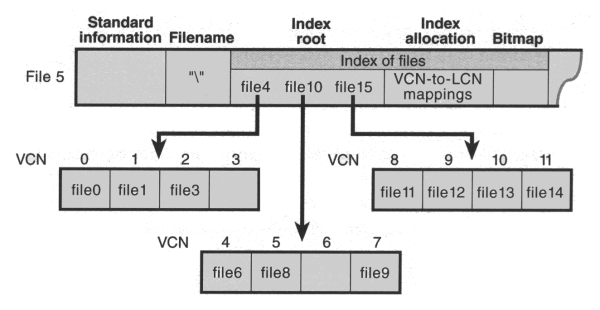 Standard information Filename Index root Index allocation Bitmap
Index of files
File 5 "\" file4 file10 file15 VCN-to-LCN mappings
VCN 0 1 2 3 VCN 8 9 10 11
file0 file1 file3 file11 file12 file13 file14
VCN 4 5 6 7
file6 file8 file9